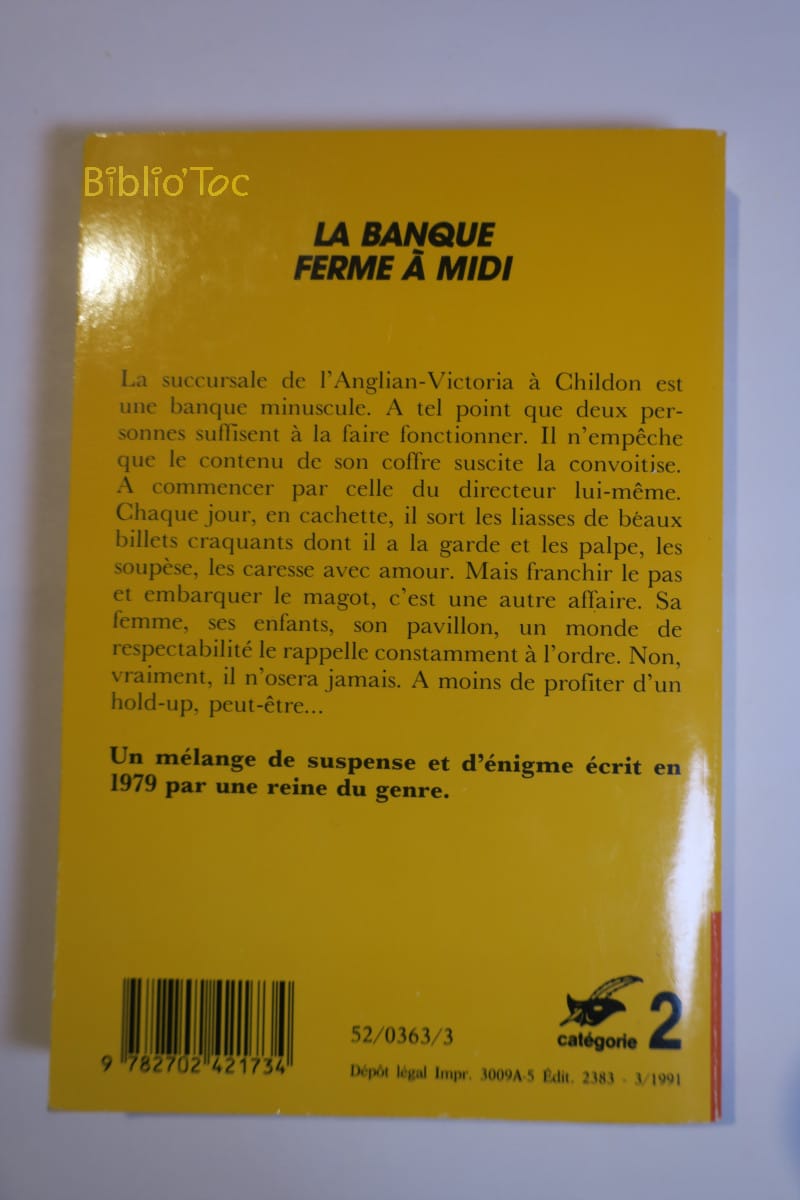 Biblio'Toc
LA BANQUE
FERME À MIDI
La succursale de l'Anglian-Victoria à Childon est
une banque minuscule. A tel point que deux per-
sonnes suffisent à la faire fonctionner. Il n'empêche
que le contenu de son coffre suscite la convoitise.
A commencer par celle du directeur lui-même.
Chaque jour, en cachette, il sort les liasses de beaux
billets craquants dont il a la garde et les palpe, les
soupèse, les caresse avec amour. Mais franchir le pas
et embarquer le magot, c'est une autre affaire. Sa
femme, ses enfants, son pavillon, un monde de
respectabilité le rappelle constamment à l'ordre. Non,
vraiment, il n'osera jamais. A moins de profiter d'un
hold-up, peut-être...
Un mélange de suspense et d'énigme écrit en
1979 par une reine du genre.
9 782702 421734
52/0363/3
catégorie 2
Dépôt légal Impr. 3009A-5 Édit. 2383 - 3/1991